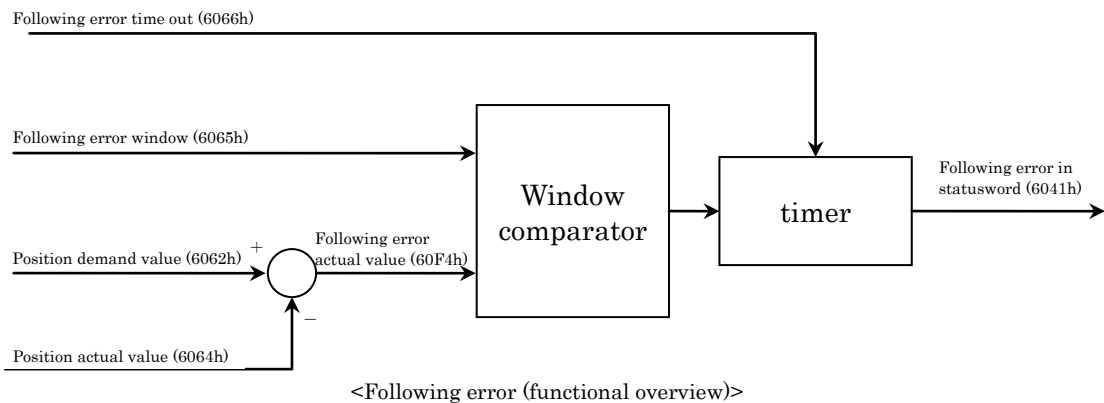 Following error time out (6066h)
Following error window (6065h)
Window
comparator
timer
Following error in
statusword (6041h)
Position demand value (6062h)
+
Following error
actual value (60F4h)
−
Position actual value (6064h)
<Following error (functional overview)>